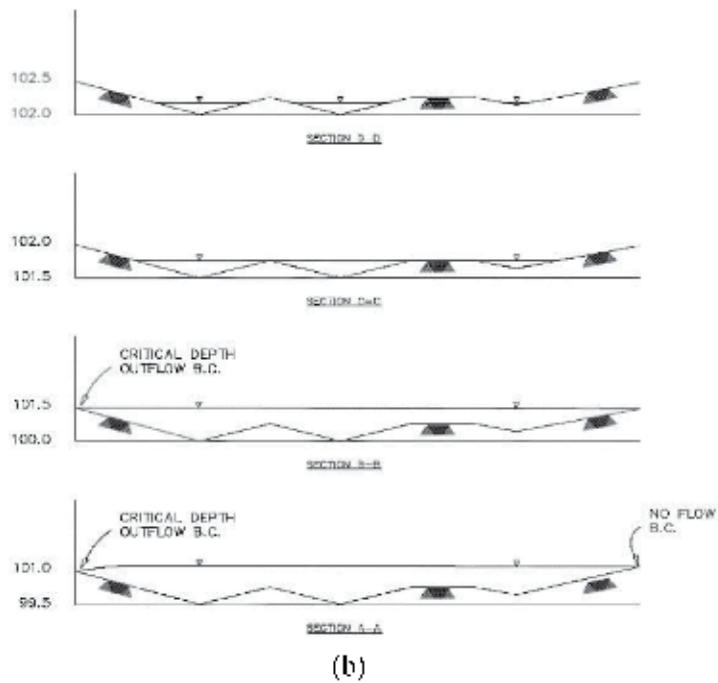 102.5
102.0
SECTION D-D
102.0
101.5
SECTION C-C
CRITICAL DEPTH
OUTFLOW B.C.
101.5
100.0
SECTION B-B
CRITICAL DEPTH
OUTFLOW B.C.
NO FLOW
B.C.
101.0
99.5
SECTION A-A
(b)